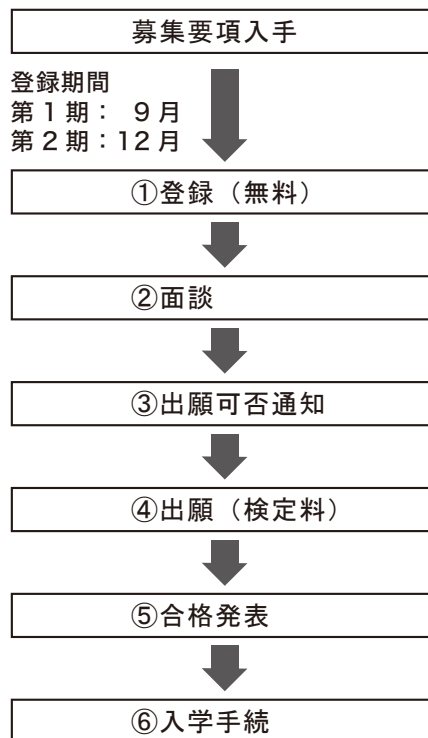 募集要項入手
登録期間
第1期： 9月
第2期：12月
①登録（無料）
②面談
③出願可否通知
④出願（検定料）
⑤合格発表
⑥入学手続